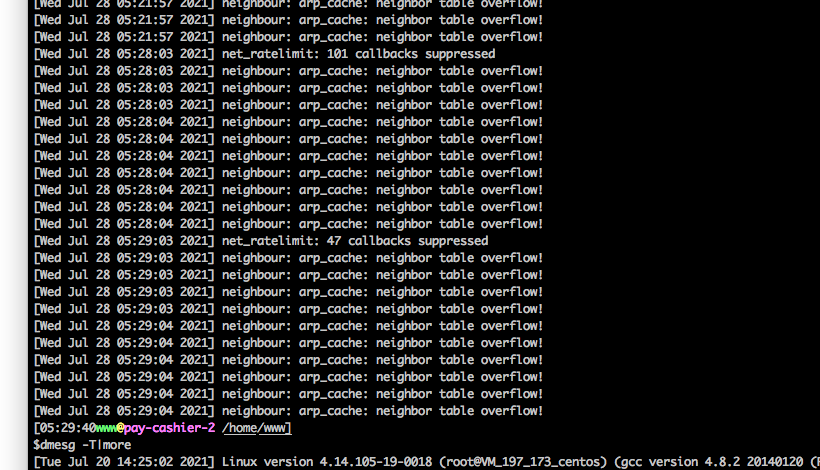 [Wed Jul 28 05:21:57 2021] neighbour: arp_cache: neighbor table overflow!
[Wed Jul 28 05:21:57 2021] neighbour: arp_cache: neighbor table overflow!
[Wed Jul 28 05:21:57 2021] neighbour: arp_cache: neighbor table overflow!
[Wed Jul 28 05:28:03 2021] net_ratelimit: 101 callbacks suppressed
[Wed Jul 28 05:28:03 2021] neighbour: arp_cache: neighbor table overflow!
[Wed Jul 28 05:28:03 2021] neighbour: arp_cache: neighbor table overflow!
[Wed Jul 28 05:28:03 2021] neighbour: arp_cache: neighbor table overflow!
[Wed Jul 28 05:28:04 2021] neighbour: arp_cache: neighbor table overflow!
[Wed Jul 28 05:28:04 2021] neighbour: arp_cache: neighbor table overflow!
[Wed Jul 28 05:28:04 2021] neighbour: arp_cache: neighbor table overflow!
[Wed Jul 28 05:28:04 2021] neighbour: arp_cache: neighbor table overflow!
[Wed Jul 28 05:28:04 2021] neighbour: arp_cache: neighbor table overflow!
[Wed Jul 28 05:28:04 2021] neighbour: arp_cache: neighbor table overflow!
[Wed Jul 28 05:28:04 2021] neighbour: arp_cache: neighbor table overflow!
[Wed Jul 28 05:29:03 2021] net_ratelimit: 47 callbacks suppressed
[Wed Jul 28 05:29:03 2021] neighbour: arp_cache: neighbor table overflow!
[Wed Jul 28 05:29:03 2021] neighbour: arp_cache: neighbor table overflow!
[Wed Jul 28 05:29:03 2021] neighbour: arp_cache: neighbor table overflow!
[Wed Jul 28 05:29:03 2021] neighbour: arp_cache: neighbor table overflow!
[Wed Jul 28 05:29:04 2021] neighbour: arp_cache: neighbor table overflow!
[Wed Jul 28 05:29:04 2021] neighbour: arp_cache: neighbor table overflow!
[Wed Jul 28 05:29:04 2021] neighbour: arp_cache: neighbor table overflow!
[Wed Jul 28 05:29:04 2021] neighbour: arp_cache: neighbor table overflow!
[Wed Jul 28 05:29:04 2021] neighbour: arp_cache: neighbor table overflow!
[Wed Jul 28 05:29:04 2021] neighbour: arp_cache: neighbor table overflow!
[05:29:40www@pay-cashier-2 /home/www]
$dmesg -T|more
[Tue Jul 20 14:25:02 2021] Linux version 4.14.105-19-0018 (root@VM_197_173_centos) (gcc version 4.8.2 20140120 (